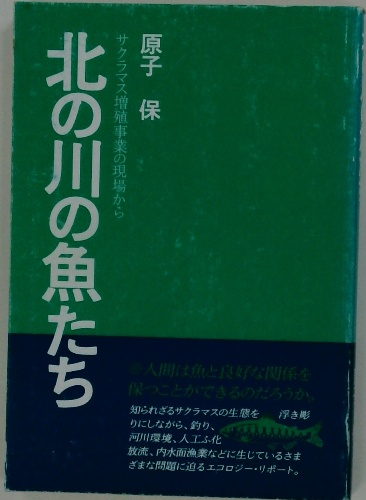 原子 保
サクラマス増殖事業の現場から
北の川の魚たち
人間は魚と良好な関係を
保つことができるのだろうか。
知られざるサクラマスの生態を 浮き彫
りにしながら、釣り、
河川環境、人工ふ化
放流、内水面漁業などに生じているさま
ざまな問題に迫るエコロジー・リポート。